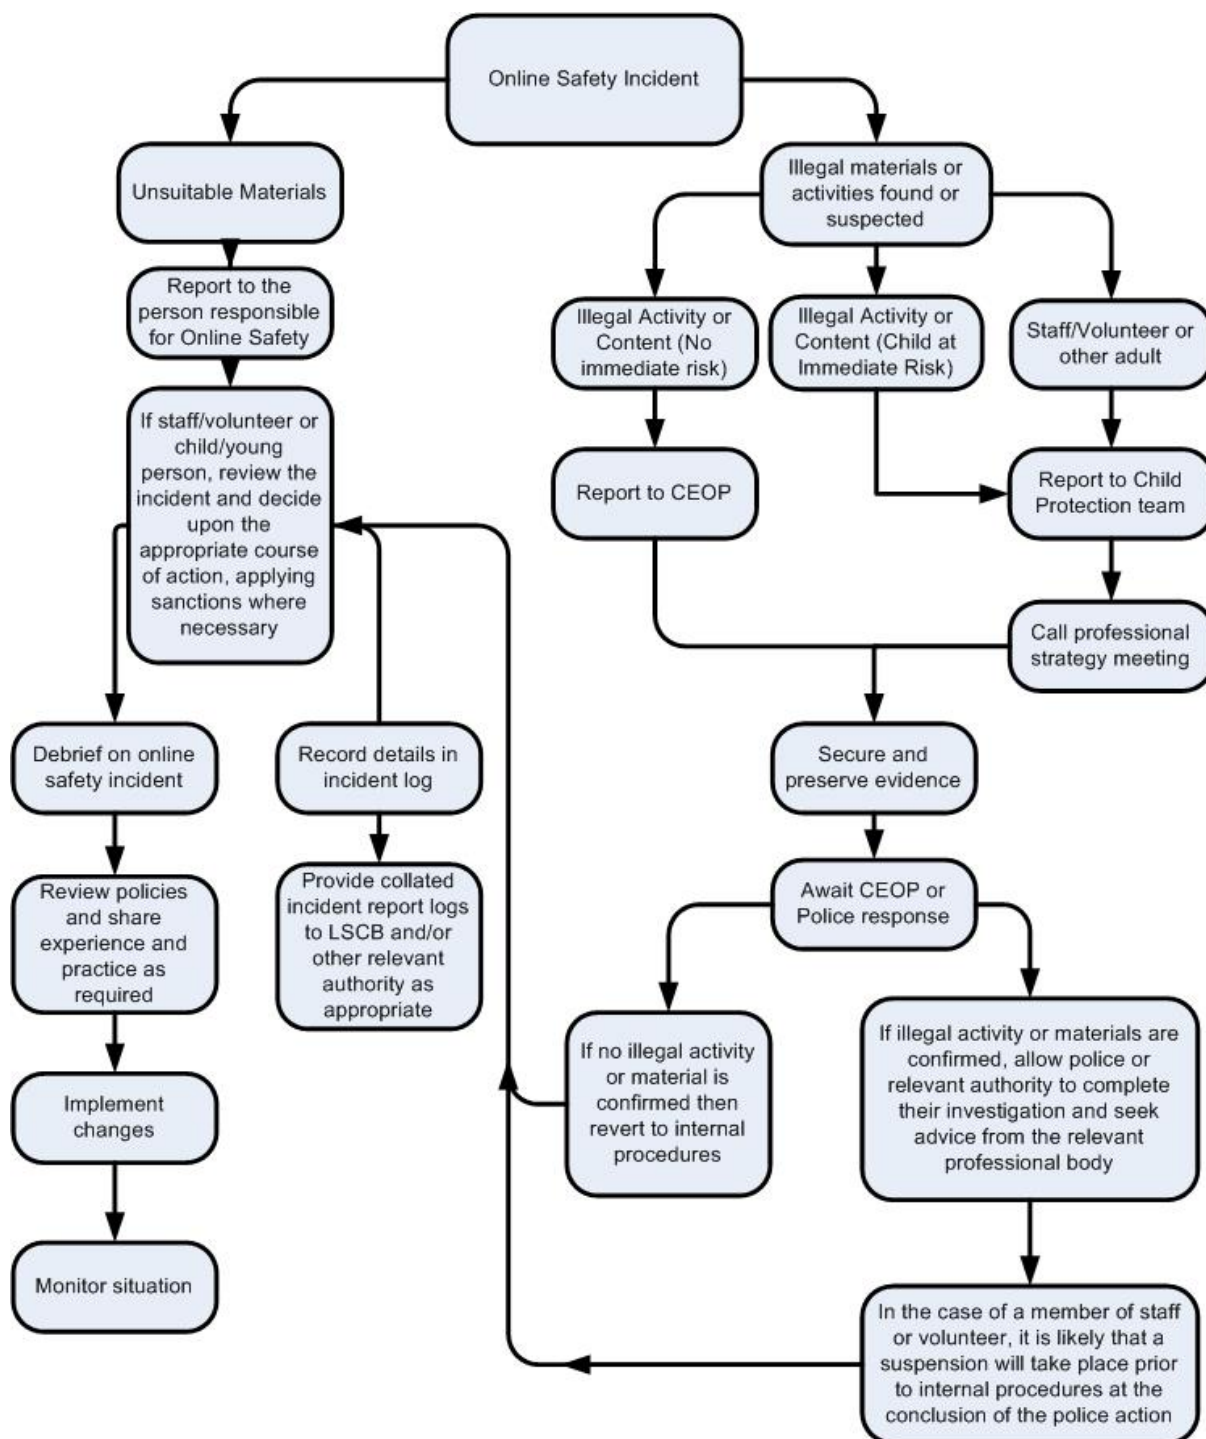 Online Safety Incident
Unsuitable Materials
Illegal materials or
activities found or
suspected
Report to the
person responsible
for Online Safety
Illegal Activity or
Content (No
immediate risk)
Illegal Activity or
Content (Child at
Immediate Risk)
Staff/Volunteer or
other adult
If staff/volunteer or
child/young
person, review the
incident and decide
upon the
appropriate course
of action, applying
sanctions where
necessary
Report to CEOP
Report to Child
Protection team
Call professional
strategy meeting
Debrief on online
safety incident
Record details in
incident log
Secure and
preserve evidence
Review policies
and share
experience and
practice as
required
Provide collated
incident report logs
to LSCB and/or
other relevant
authority as
appropriate
Await CEOP or
Police response
Implement
changes
If no illegal activity
or material is
confirmed then
revert to internal
procedures
If illegal activity or materials are
confirmed, allow police or
relevant authority to complete
their investigation and seek
advice from the relevant
professional body
Monitor situation
In the case of a member of staff
or volunteer, it is likely that a
suspension will take place prior
to internal procedures at the
conclusion of the police action